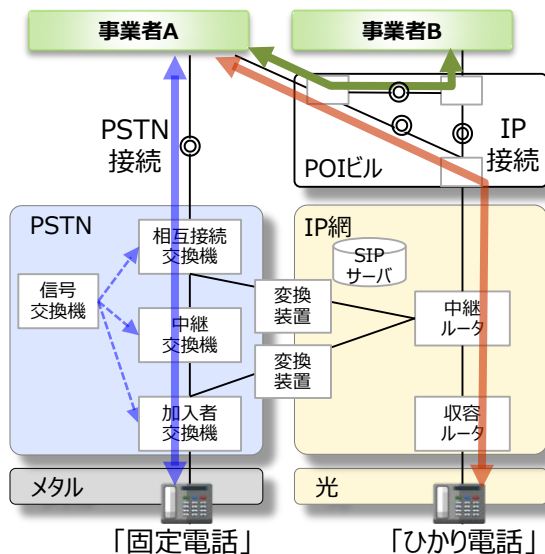 事業者A
事業者B
PSTN
接続
IP
接続
POIビル
PSTN
IP網
相互接続
交換機
SIP
サーバ
信号
交換機
変換
装置
中継
交換機
中継
ルータ
変換
装置
加入者
交換機
収容
ルータ
メタル
光
「固定電話」
「ひかり電話」